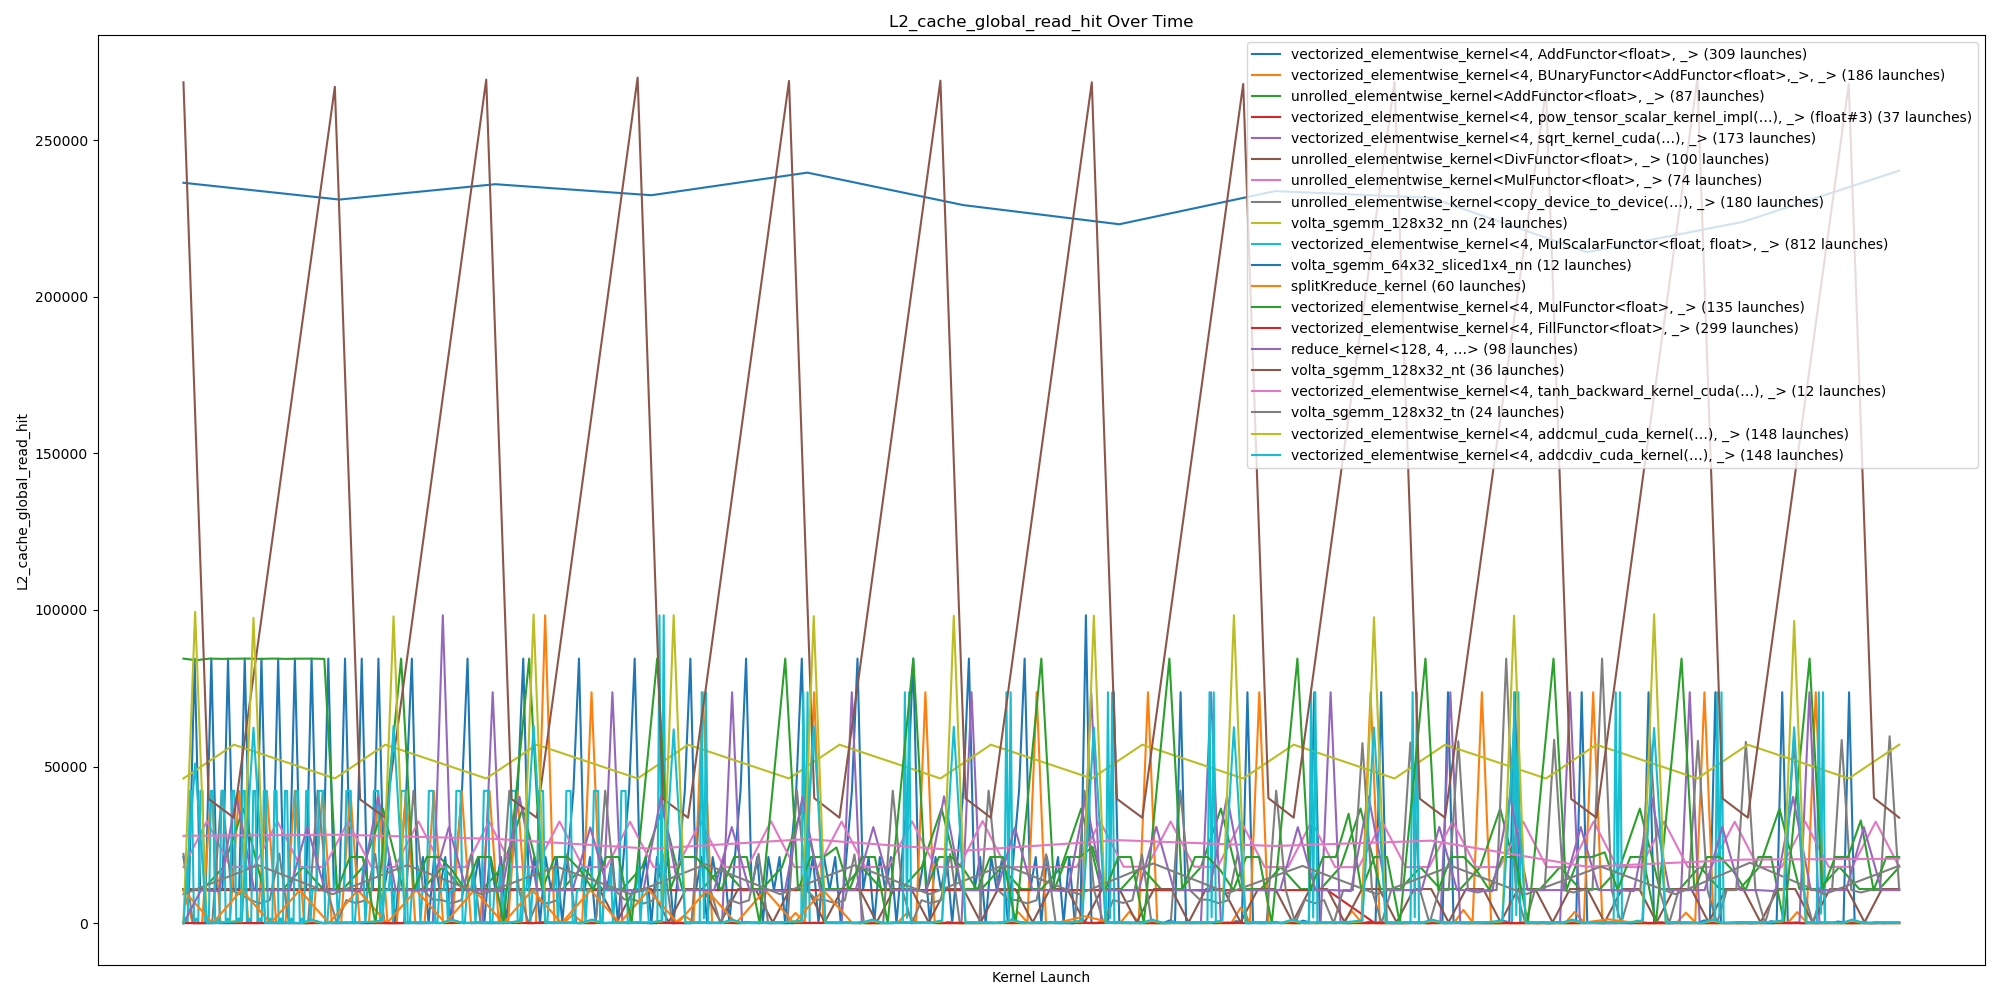 L2_cache_global_read_hit Over Time
vectorized_elementwise_kernel<4, AddFunctor<float>, _> (309 launches)
vectorized_elementwise_kernel<4, BUnaryFunctor<AddFunctor<float>,_>, _> (186 launches)
unrolled_elementwise_kernel<AddFunctor<float>, _> (87 launches)
vectorized_elementwise_kernel<4, pow_tensor_scalar_kernel_impl(...), _> (float#3) (37 launches)
vectorized_elementwise_kernel<4, sqrt_kernel_cuda(...), _> (173 launches)
unrolled_elementwise_kernel<DivFunctor<float>, _> (100 launches)
unrolled_elementwise_kernel<MulFunctor<float>, _> (74 launches)
unrolled_elementwise_kernel<copy_device_to_device(...), _> (180 launches)
volta_sgemm_128x32_nn (24 launches)
vectorized_elementwise_kernel<4, MulScalarFunctor<float, float>, _> (812 launches)
volta_sgemm_64x32_sliced1x4_nn (12 launches)
splitKreduce_kernel (60 launches)
vectorized_elementwise_kernel<4, MulFunctor<float>, _> (135 launches)
vectorized_elementwise_kernel<4, FillFunctor<float>, _> (299 launches)
reduce_kernel<128, 4, ...> (98 launches)
volta_sgemm_128x32_nt (36 launches)
vectorized_elementwise_kernel<4, tanh_backward_kernel_cuda(...), _> (12 launches)
volta_sgemm_128x32_tn (24 launches)
vectorized_elementwise_kernel<4, addcmul_cuda_kernel(...), _> (148 launches)
vectorized_elementwise_kernel<4, addcdiv_cuda_kernel(...), _> (148 launches)
250000
200000
150000
100000
50000
0
L2_cache_global_read_hit
Kernel Launch